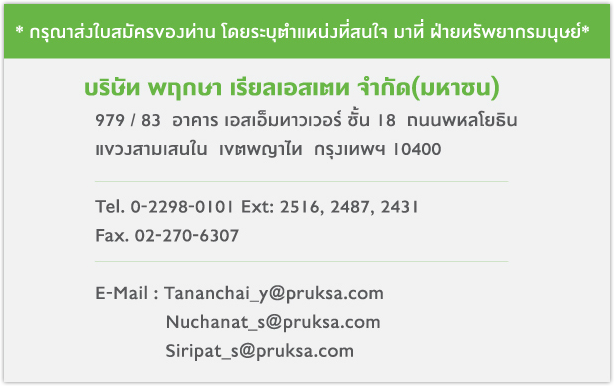 * กรุณาส่งใบสมัครของท่าน โดยระบุตำแหน่งที่สนใจ มาที่ ฝ่ายทรัพยากรมนุษย์*
บริษัท พฤกษา เรียลเอสเตท จำกัด(มหาชน)
979 / 83 อาคาร เอสเอ็มทาวเวอร์ ชั้น 18 ถนนพหลโยธิน
แขวงสามเสนใน เขตพญาไท กรุงเทพฯ 10400
Tel. 0-2298-0101 Ext: 2516, 2487, 2431
Fax. 02-270-6307
E-Mail : Tananchai_y@pruksa.com
Nuchanat_s@pruksa.com
Siripat_s@pruksa.com